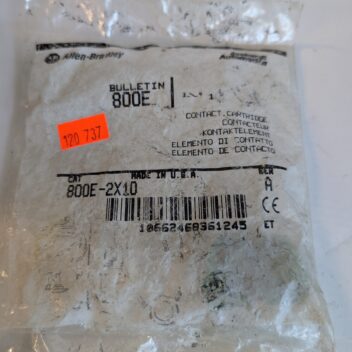 Allen-Bradley
BULLETIN
800E
CONTACT CARTRIDGE
CONTACTEUR
KONTAKTELEMENT
ELEMENTO DI CONTATTO
ELEMENTO DE CONTACTO
120 737
MADE IN U.S.A.
CAT
SER
800E-2X10
A
10662468361245
CE